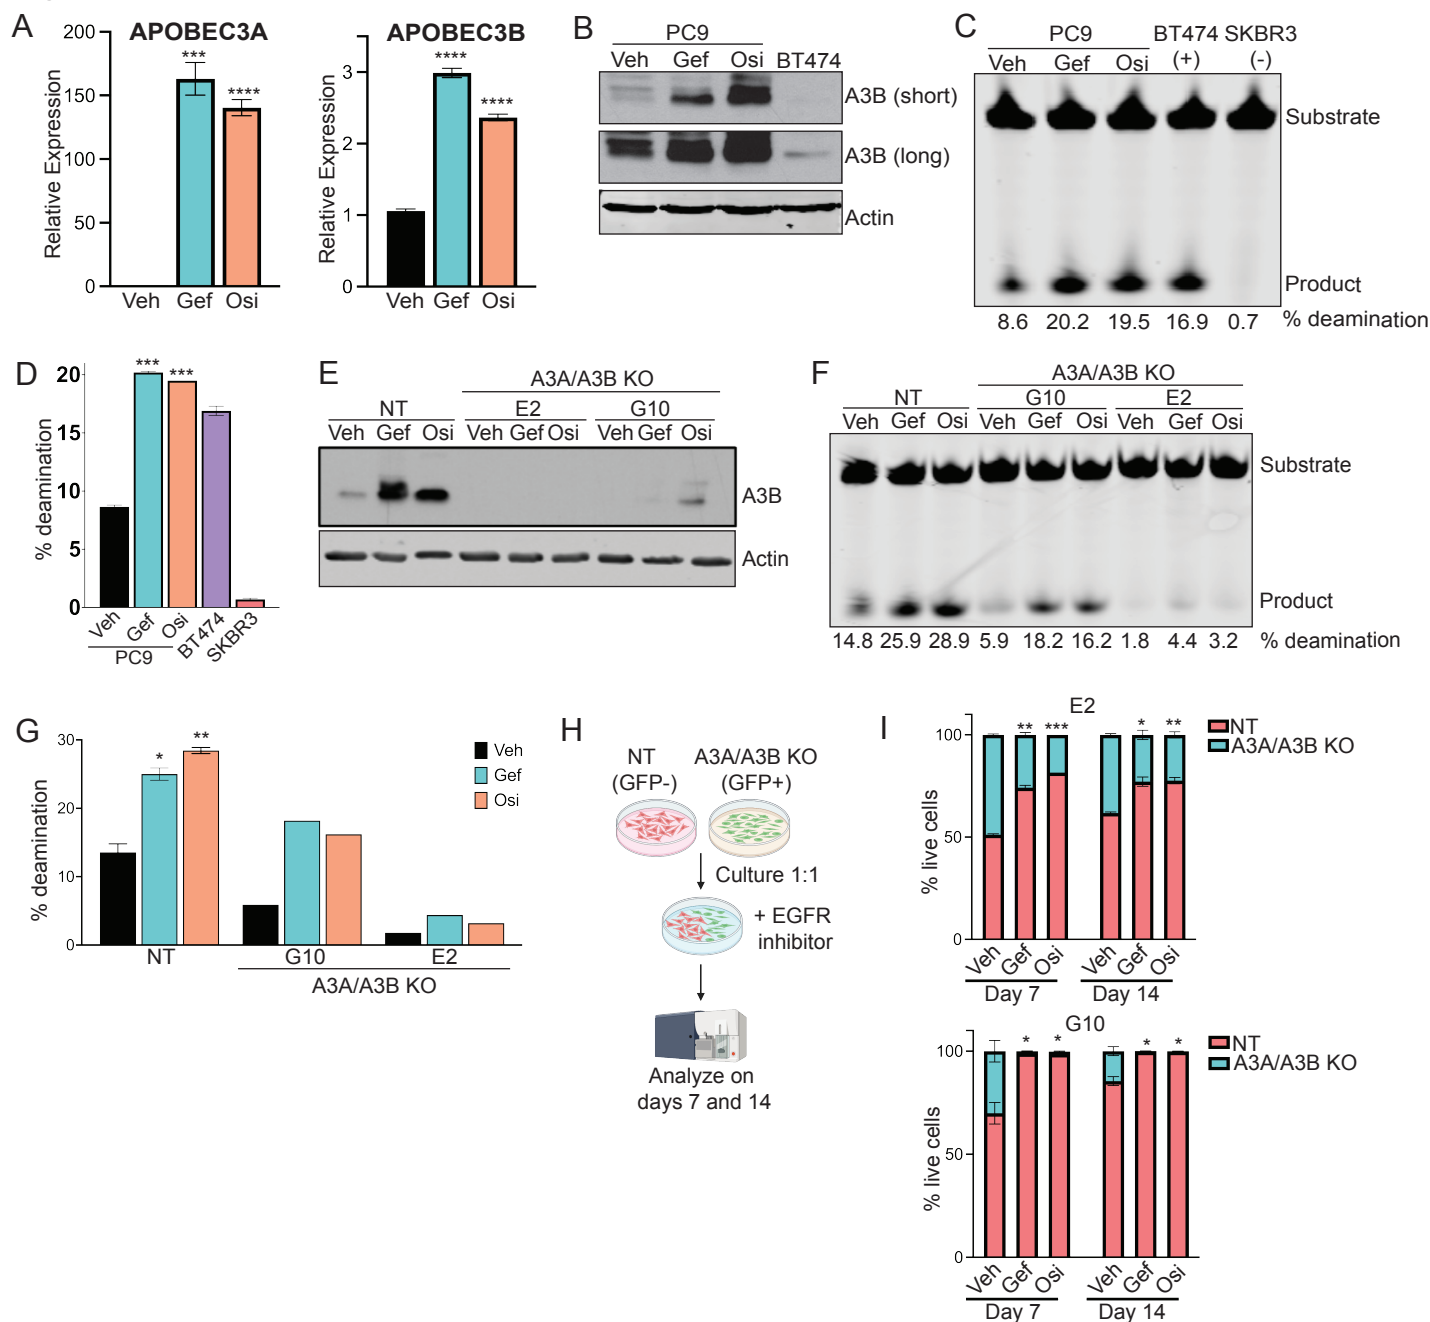 A
APOBEC3A
200
150
100
50
0
Relative Expression
***
****
Veh Gef Osi
APOBEC3B
3
2
1
0
Relative Expression
****
****
Veh Gef Osi
B
PC9
Veh Gef Osi BT474
A3B (short)
A3B (long)
Actin
C
PC9 BT474 SKBR3
Veh Gef Osi (+) (-)
Substrate
Product
8.6 20.2 19.5 16.9 0.7 % deamination
D
20
15
10
5
0
% deamination
*** ***
Veh Gef Osi BT474 SKBR3
PC9
E
A3A/A3B KO
NT E2 G10
Veh Gef Osi Veh Gef Osi Veh Gef Osi
A3B
Actin
F
A3A/A3B KO
NT G10 E2
Veh Gef Osi Veh Gef Osi Veh Gef Osi
Substrate
Product
14.8 25.9 28.9 5.9 18.2 16.2 1.8 4.4 3.2 % deamination
G
30
20
10
0
% deamination
* **
Veh
Gef
Osi
NT G10 E2
A3A/A3B KO
H
NT A3A/A3B KO
(GFP-) (GFP+)
Culture 1:1
+ EGFR
inhibitor
Analyze on
days 7 and 14
I
E2
NT
A3A/A3B KO
100
50
0
% live cells
** *** * **
Veh Gef Osi Veh Gef Osi
Day 7 Day 14
G10
NT
A3A/A3B KO
100
50
0
% live cells
* * * *
Veh Gef Osi Veh Gef Osi
Day 7 Day 14